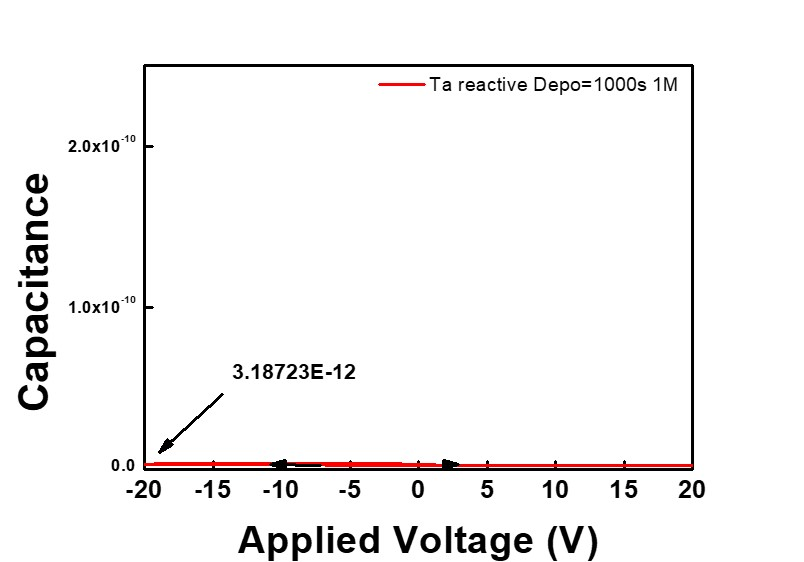 Ta reactive Depo=1000s 1M
2.0x10⁻¹⁰
1.0x10⁻¹⁰
0.0
Capacitance
3.18723E-12
-20 -15 -10 -5 0 5 10 15 20
Applied Voltage (V)